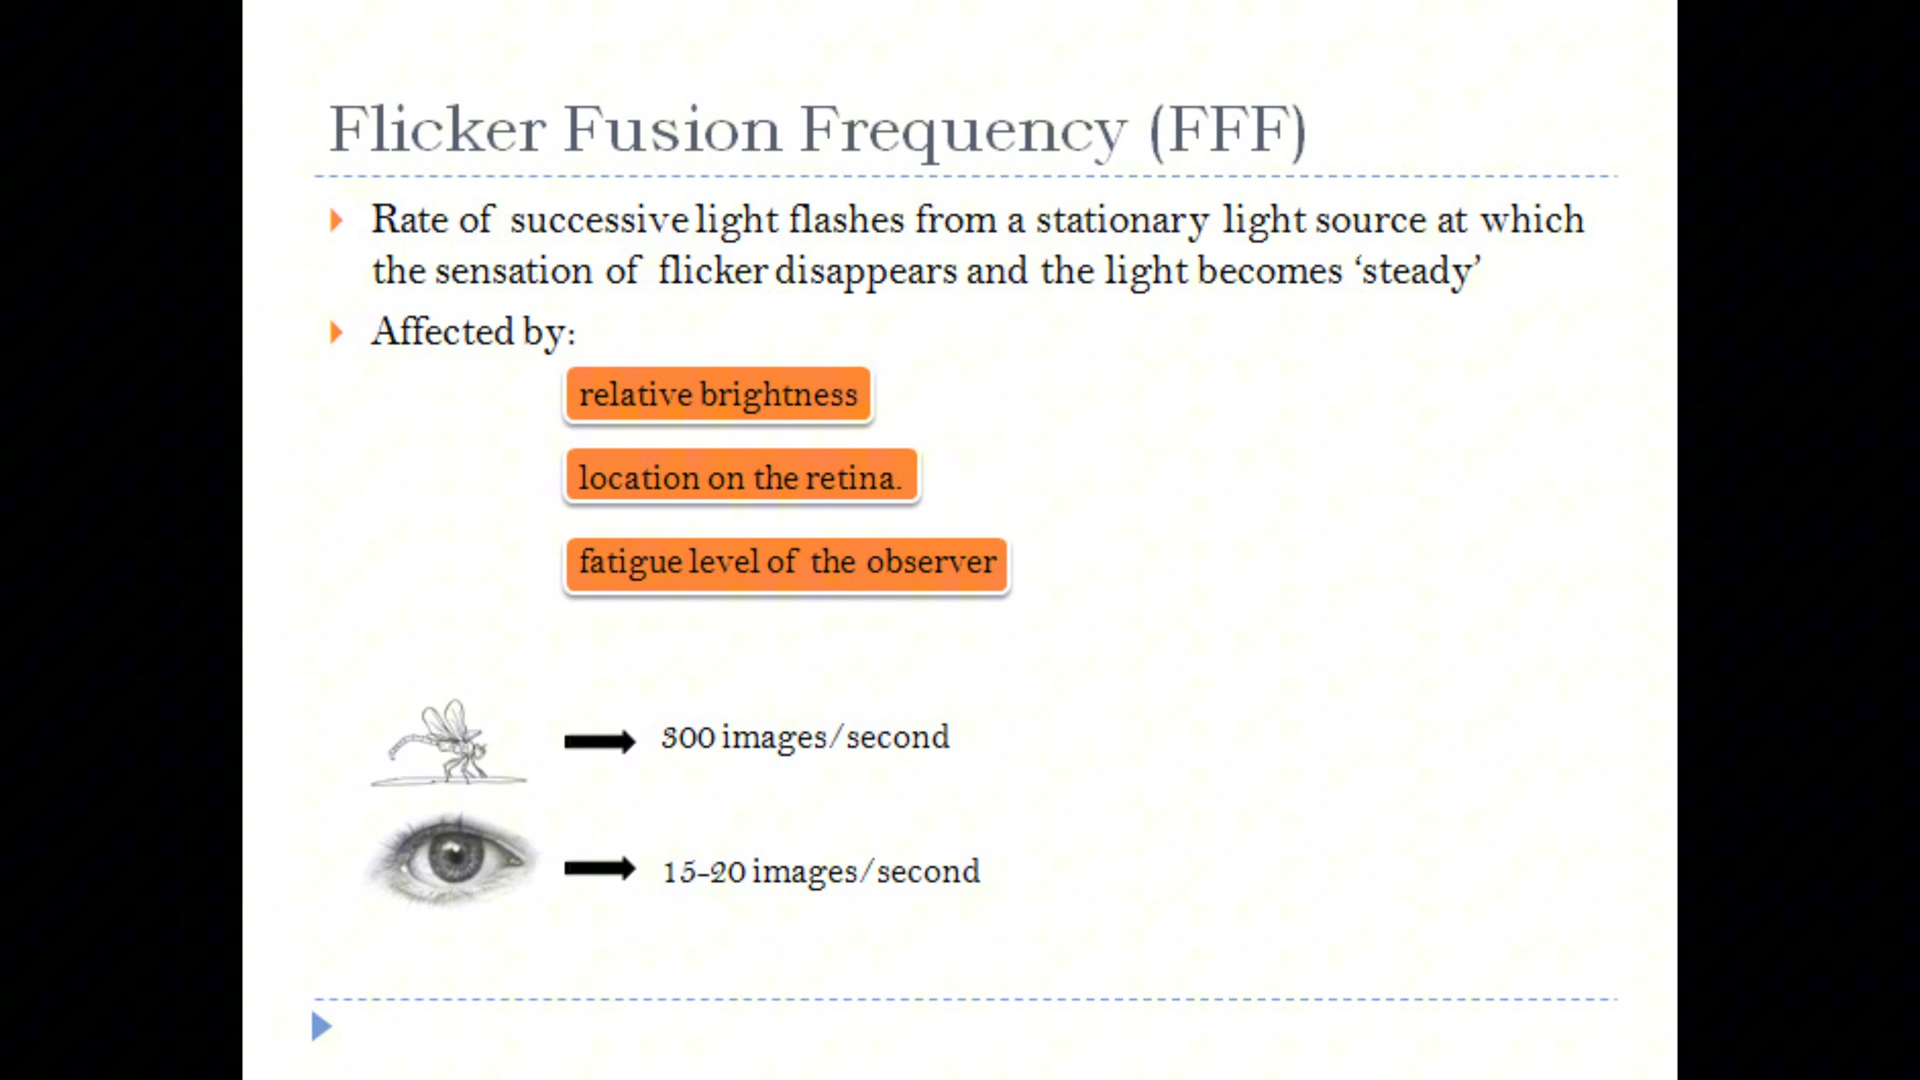 Flicker Fusion Frequency (FFF)
Rate of successive light flashes from a stationary light source at which
the sensation of flicker disappears and the light becomes ‘steady’
Affected by:
relative brightness
location on the retina.
fatigue level of the observer
300 images/second
15-20 images/second